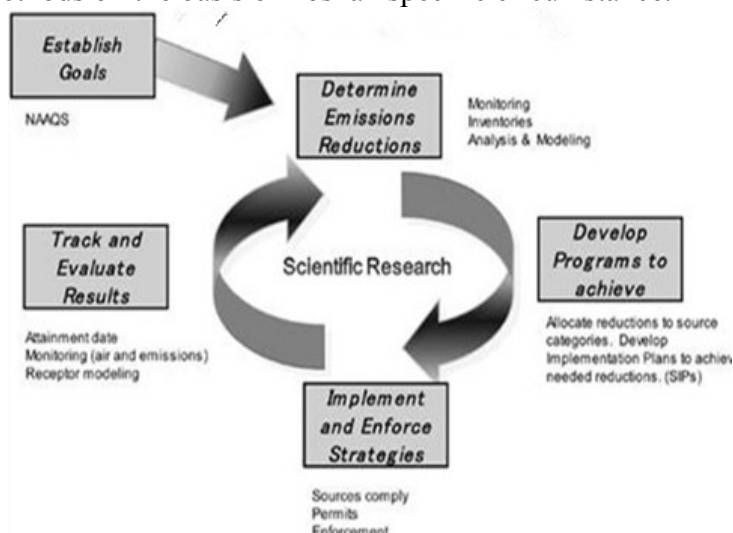 Establish
Goals
NAAQS
Determine
Emissions
Reductions
Monitoring
Inventories
Analysis & Modeling
Track and
Evaluate
Results
Scientific Research
Develop
Programs to
achieve
Attainment date
Monitoring (air and emissions)
Receptor modeling
Allocate reductions to source
categories. Develop
Implementation Plans to achieve
needed reductions. (SIPs)
Implement
and Enforce
Strategies
Sources comply
Permits
Enforcement